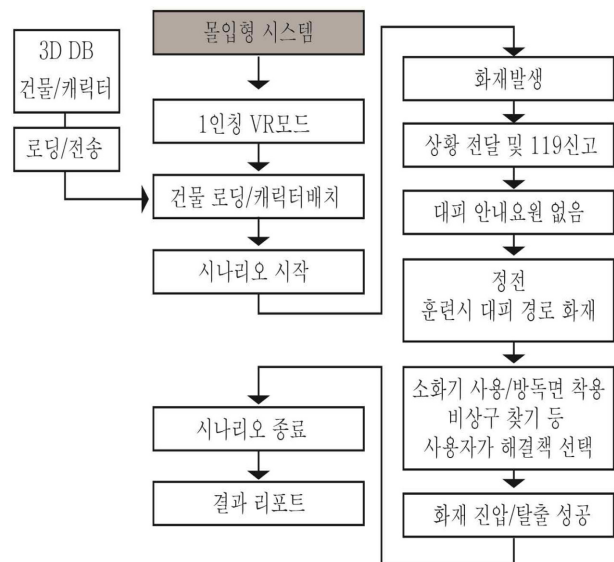 몰입형 시스템
3D DB
건물/캐릭터
로딩/전송
1인칭 VR모드
건물 로딩/캐릭터배치
시나리오 시작
화재발생
상황 전달 및 119신고
대피 안내요원 없음
정전
훈련시 대피 경로 화재
소화기 사용/방독면 착용
비상구 찾기 등
사용자가 해결책 선택
화재 진압/탈출 성공
시나리오 종료
결과 리포트